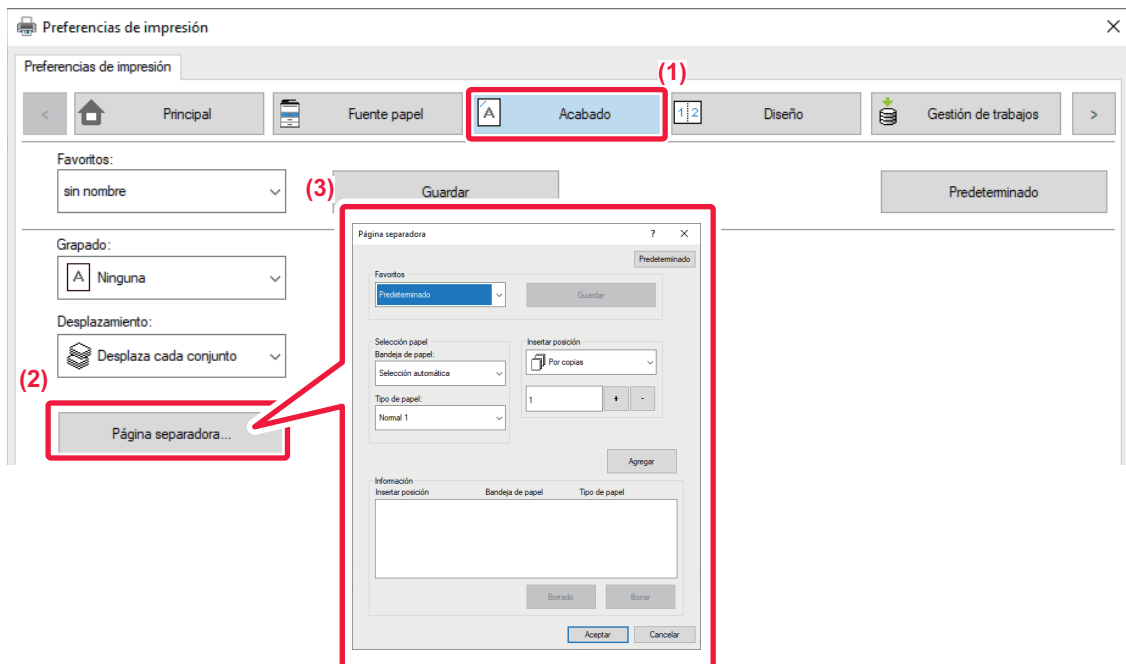 Preferencias de impresión
Preferencias de impresión
(1)
<
Principal
Fuente papel
A
Acabado
1 2
Diseño
Gestión de trabajos
>
Favoritos:
sin nombre
(3)
Guardar
Predeterminado
Grapado:
A Ninguna
Desplazamiento:
Desplaza cada conjunto
(2)
Página separadora...
Página separadora
?
Predeterminado
Favoritos
Predeterminado
Guardar
Selección papel
Bandeja de papel:
Selección automática
Tipo de papel:
Normal 1
Insertar posición
Por copias
1
+ -
Agregar
Información
Insertar posición Bandeja de papel Tipo de papel
Borrado Borrar
Aceptar Cancelar